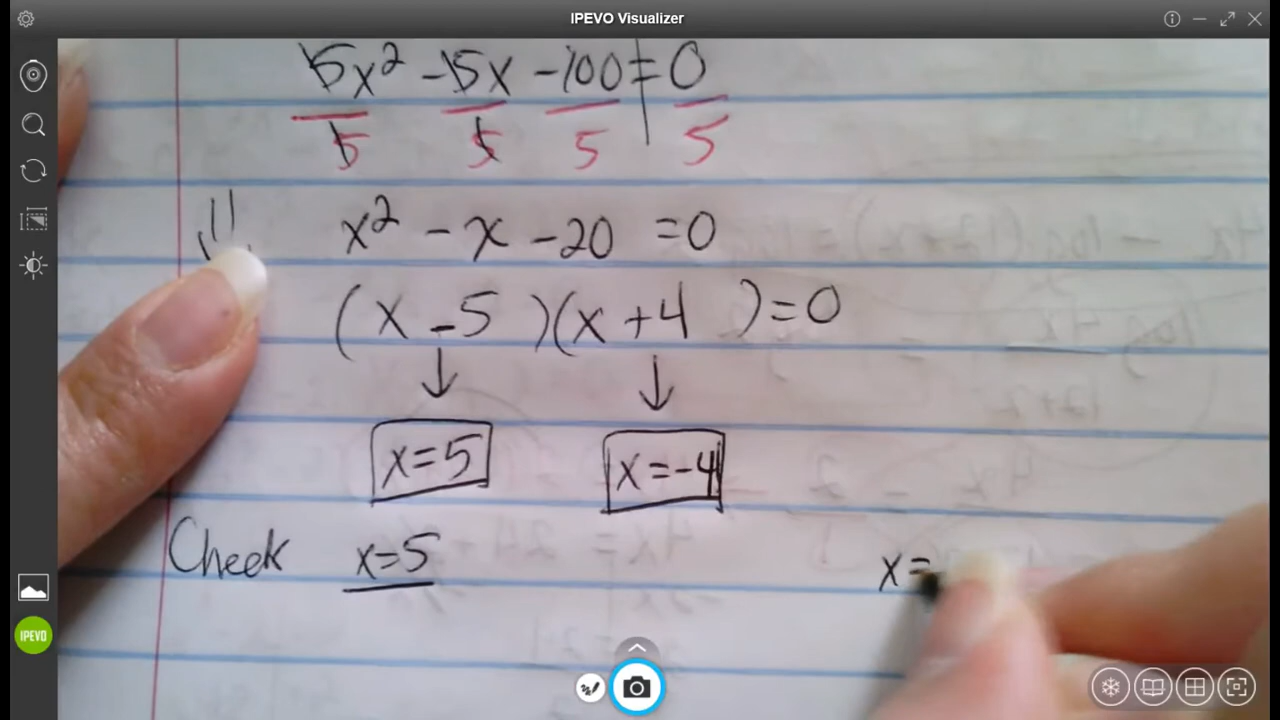 IPEVO Visualizer
5x² - 15x - 100 = 0
5 5 5 5
x² - x - 20 = 0
(x - 5)(x + 4) = 0
x=5 x=-4
Check x=5 x=
IPEVO